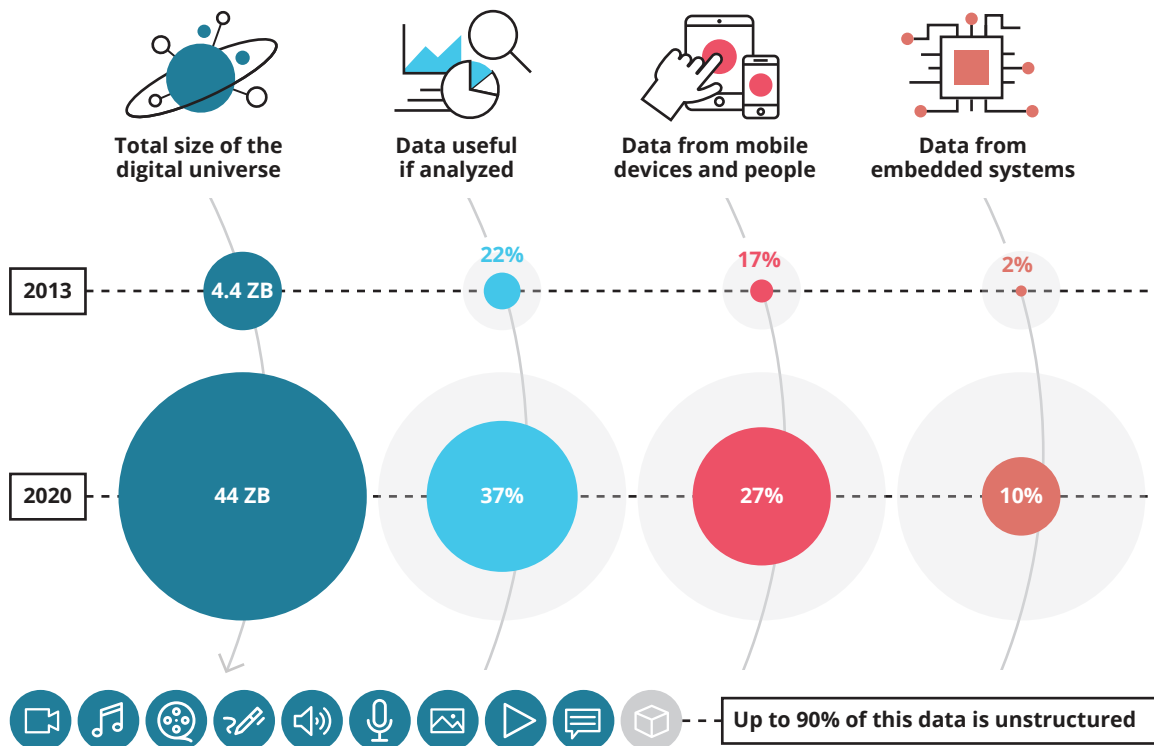 Total size of the
digital universe
Data useful
if analyzed
Data from mobile
devices and people
Data from
embedded systems
2013
4.4 ZB
22%
17%
2%
2020
44 ZB
37%
27%
10%
Up to 90% of this data is unstructured